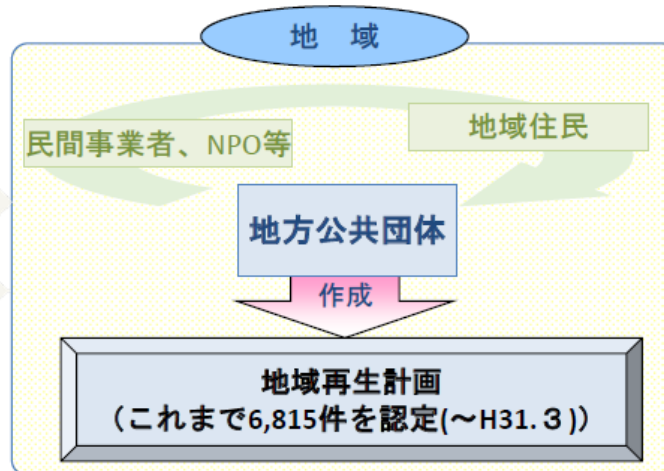 地　域
民間事業者、NPO等
地域住民
地方公共団体
作成
地域再生計画
（これまで6,815件を認定(～H31.３)）